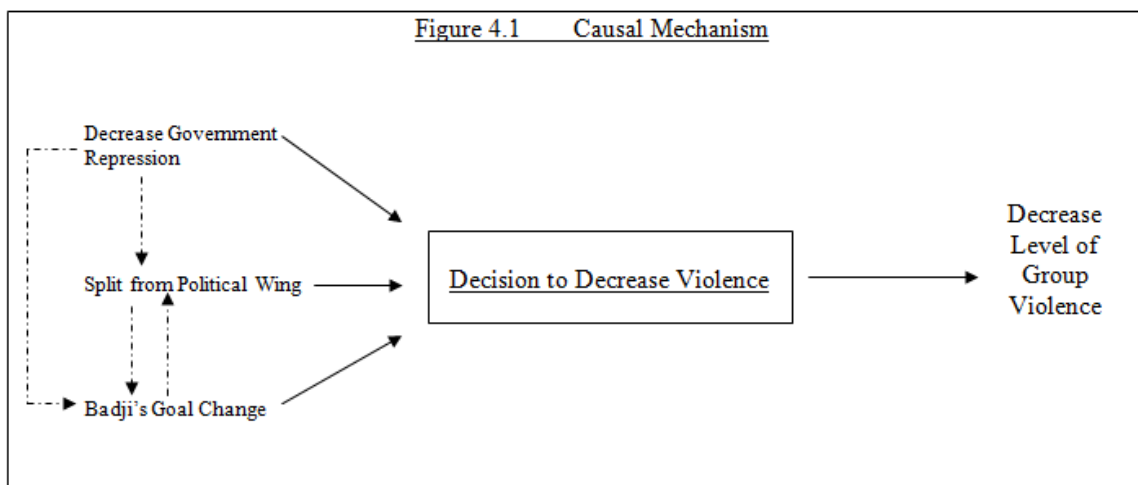 Figure 4.1 Causal Mechanism
Decrease Government
Repression
Split from Political Wing
Badji's Goal Change
Decision to Decrease Violence
Decrease
Level of
Group
Violence